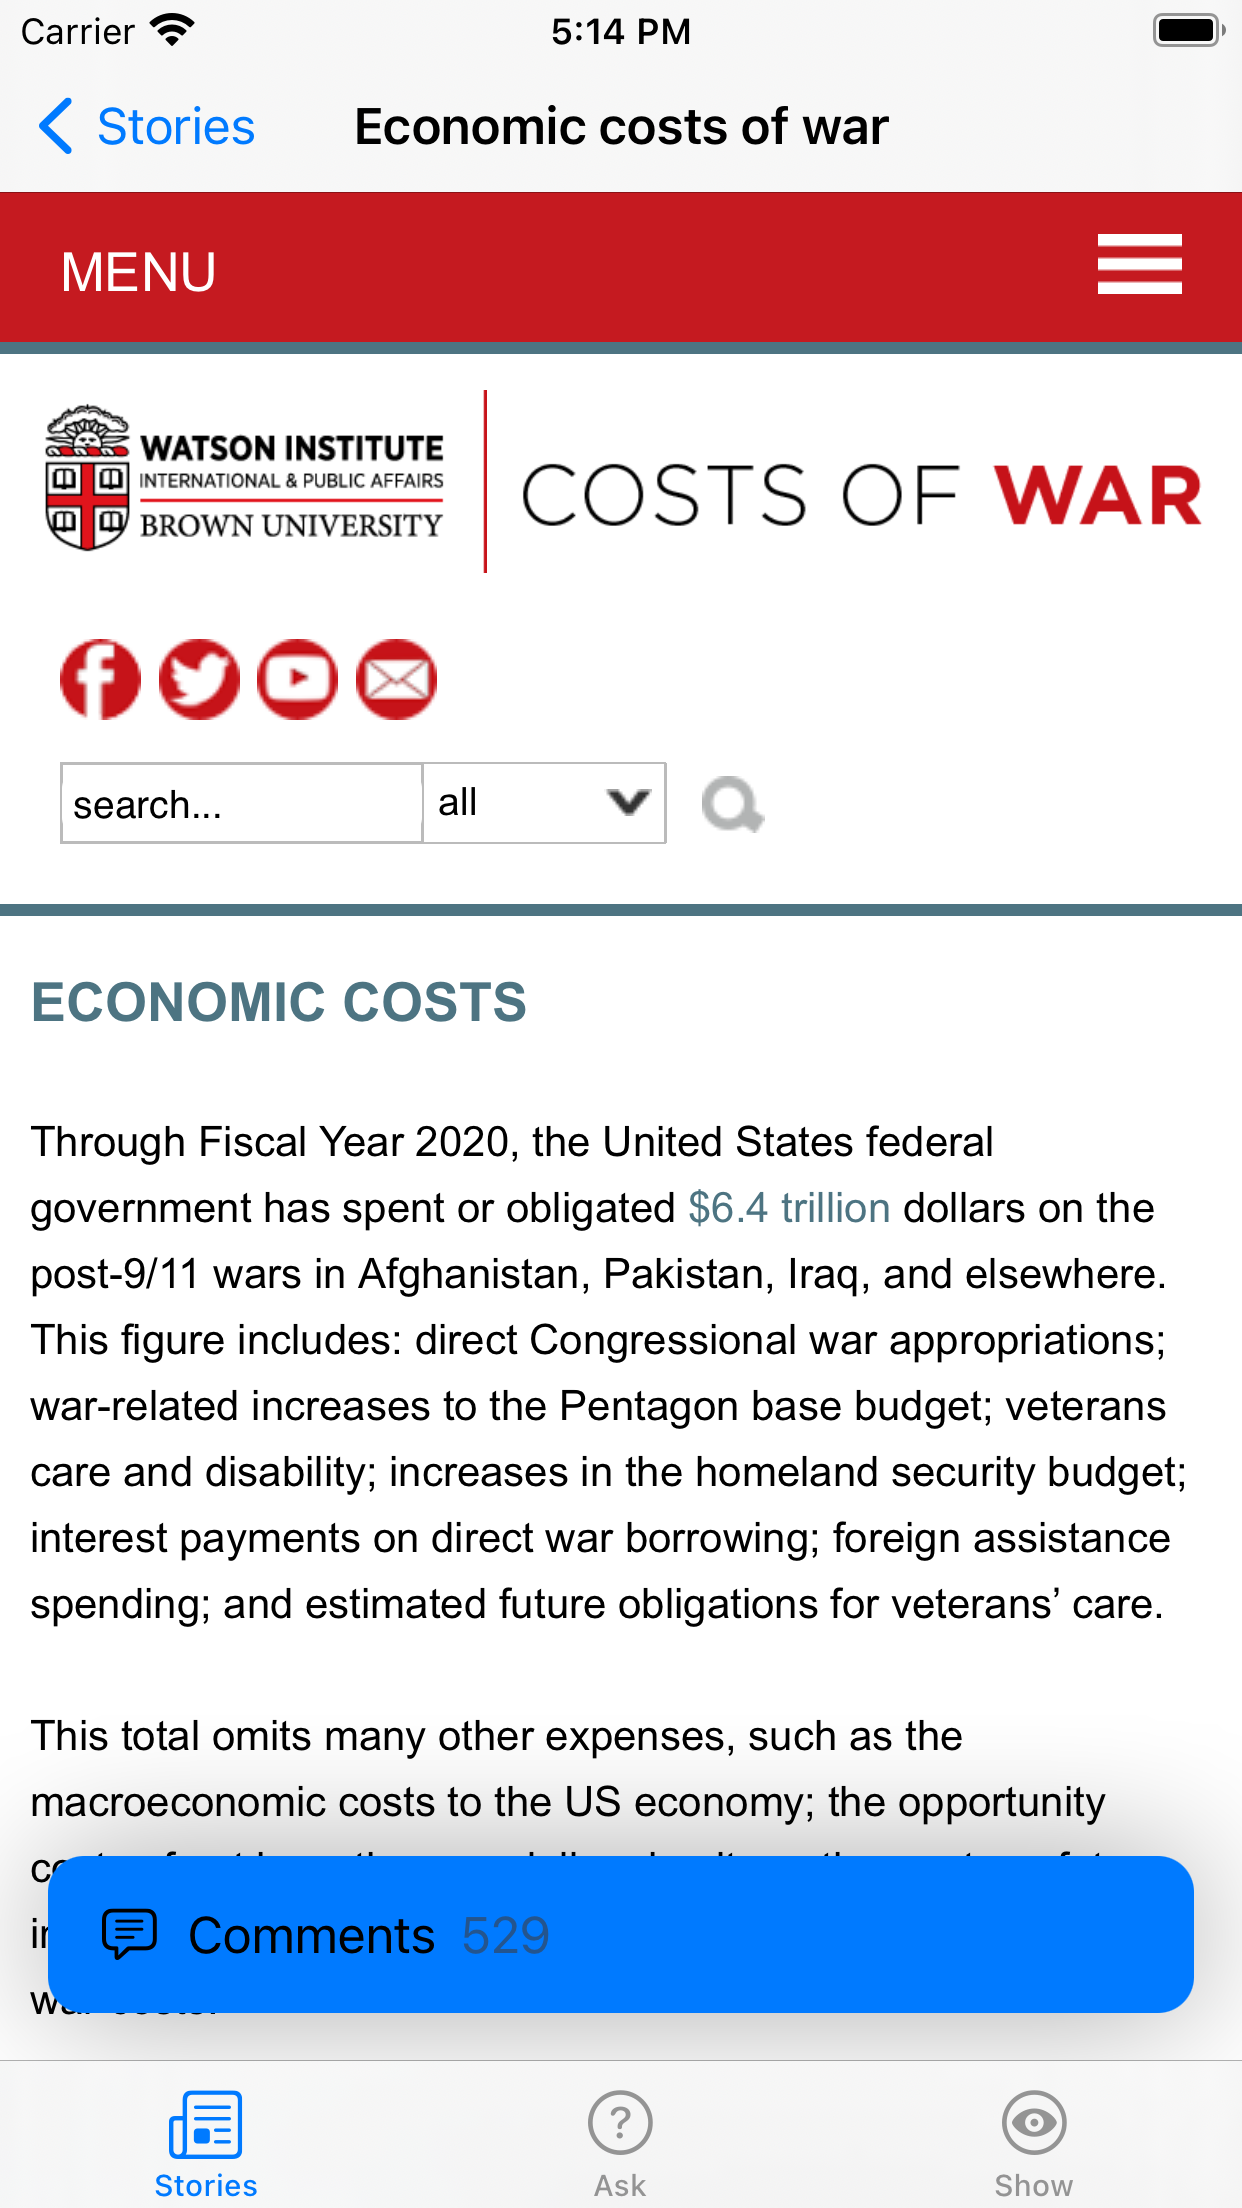 Carrier 5:14 PM
Stories Economic costs of war
MENU
WATSON INSTITUTE
INTERNATIONAL & PUBLIC AFFAIRS
BROWN UNIVERSITY
COSTS OF WAR
search... all
ECONOMIC COSTS
Through Fiscal Year 2020, the United States federal
government has spent or obligated $6.4 trillion dollars on the
post-9/11 wars in Afghanistan, Pakistan, Iraq, and elsewhere.
This figure includes: direct Congressional war appropriations;
war-related increases to the Pentagon base budget; veterans
care and disability; increases in the homeland security budget;
interest payments on direct war borrowing; foreign assistance
spending; and estimated future obligations for veterans’ care.
This total omits many other expenses, such as the
macroeconomic costs to the US economy; the opportunity
Comments 529
Stories Ask Show